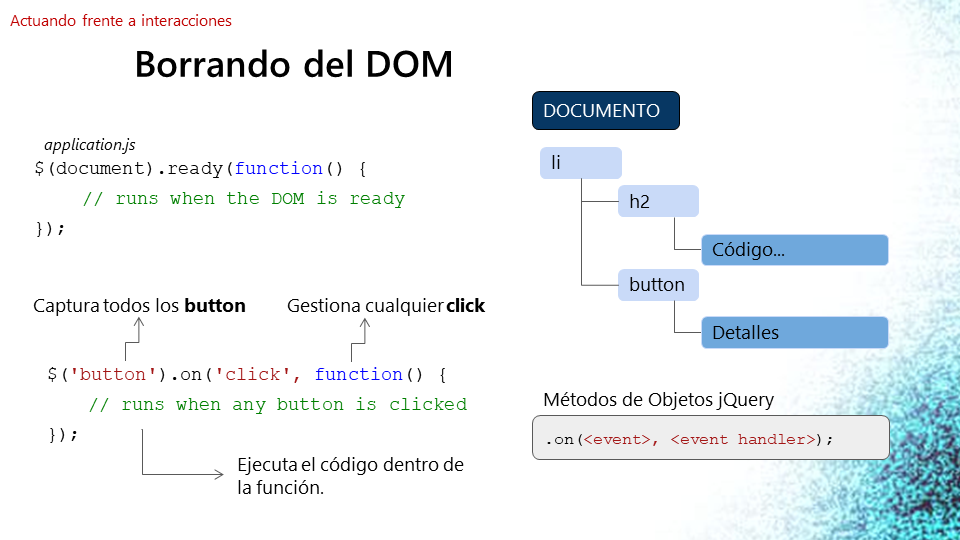 Actuando frente a interacciones
Borrando del DOM
application.js
$(document).ready(function() {
// runs when the DOM is ready
});
Captura todos los button
Gestiona cualquier click
$('button').on('click', function() {
// runs when any button is clicked
});
Ejecuta el código dentro de
la función.
DOCUMENTO
li
h2
Código...
button
Detalles
Métodos de Objetos jQuery
.on(<event>, <event handler>);